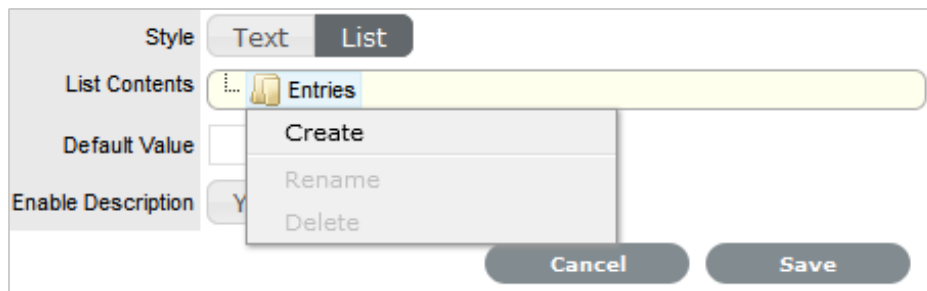 Style Text List
List Contents Entries
Create
Default Value
Rename
Enable Description Y
Delete
Cancel Save